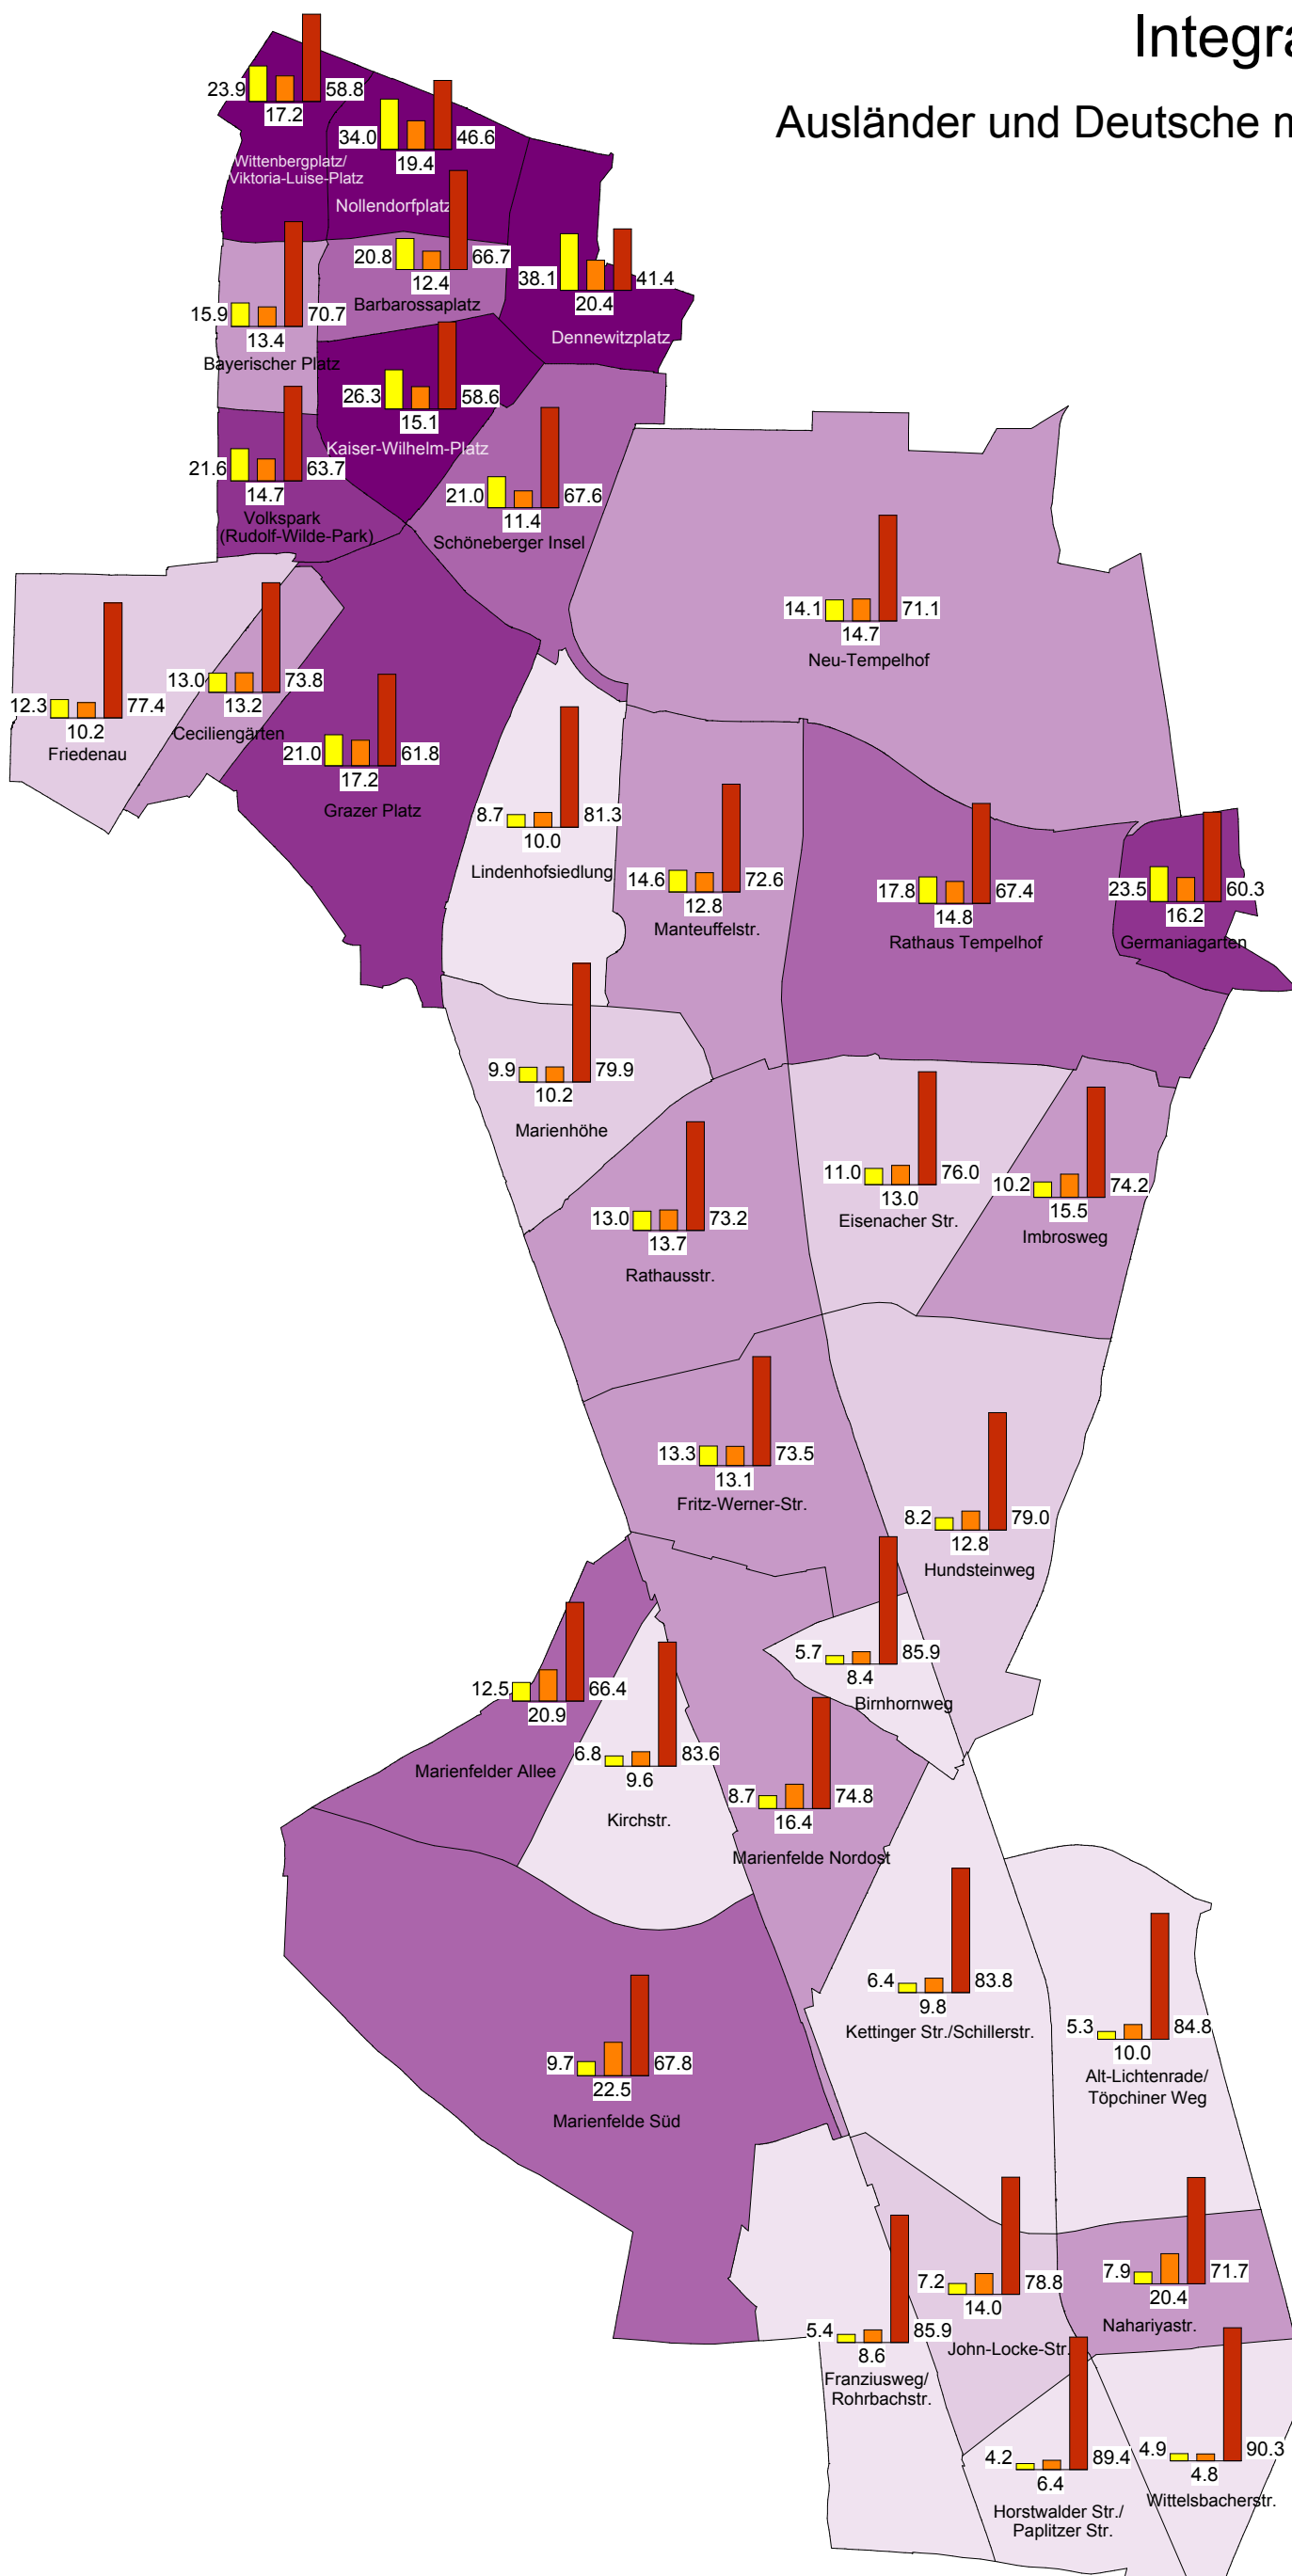 Integra
Ausländer und Deutsche m
23.9 58.8
17.2
Wittenbergplatz/
Viktoria-Luise-Platz
34.0 46.6
19.4
Nollendorfplatz
20.8 66.7
12.4
Barbarossaplatz
38.1 41.4
20.4
Dennewitzplatz
15.9 70.7
13.4
Bayerischer Platz
26.3 58.6
15.1
Kaiser-Wilhelm-Platz
21.6 63.7
14.7
Volkspark
(Rudolf-Wilde-Park)
21.0 67.6
11.4
Schöneberger Insel
14.1 71.1
14.7
Neu-Tempelhof
12.3 77.4
10.2
Friedenau
13.0 73.8
13.2
Ceciliengärten
21.0 61.8
17.2
Grazer Platz
8.7 81.3
10.0
Lindenhofsiedlung
14.6 72.6
12.8
Manteuffelstr.
17.8 67.4
14.8
Rathaus Tempelhof
23.5 60.3
16.2
Germaniagarten
9.9 79.9
10.2
Marienhöhe
13.0 73.2
13.7
Rathausstr.
11.0 76.0
13.0
Eisenacher Str.
10.2 74.2
15.5
Imbrosweg
13.3 73.5
13.1
Fritz-Werner-Str.
8.2 79.0
12.8
Hundsteinweg
5.7 85.9
8.4
Birnhornweg
12.5 66.4
20.9
Marienfelder Allee
6.8 83.6
9.6
Kirchstr.
8.7 74.8
16.4
Marienfelde Nordost
6.4 83.8
9.8
Kettinger Str./Schillerstr.
5.3 84.8
10.0
Alt-Lichtenrade/
Töpchiner Weg
9.7 67.8
22.5
Marienfelde Süd
7.2 78.8
14.0
John-Locke-Str.
7.9 71.7
20.4
Nahariyastr.
5.4 85.9
8.6
Franziusweg/
Rohrbachstr.
4.2 89.4
6.4
Horstwalder Str./
Paplitzer Str.
4.9 90.3
4.8
Wittelsbacherstr.